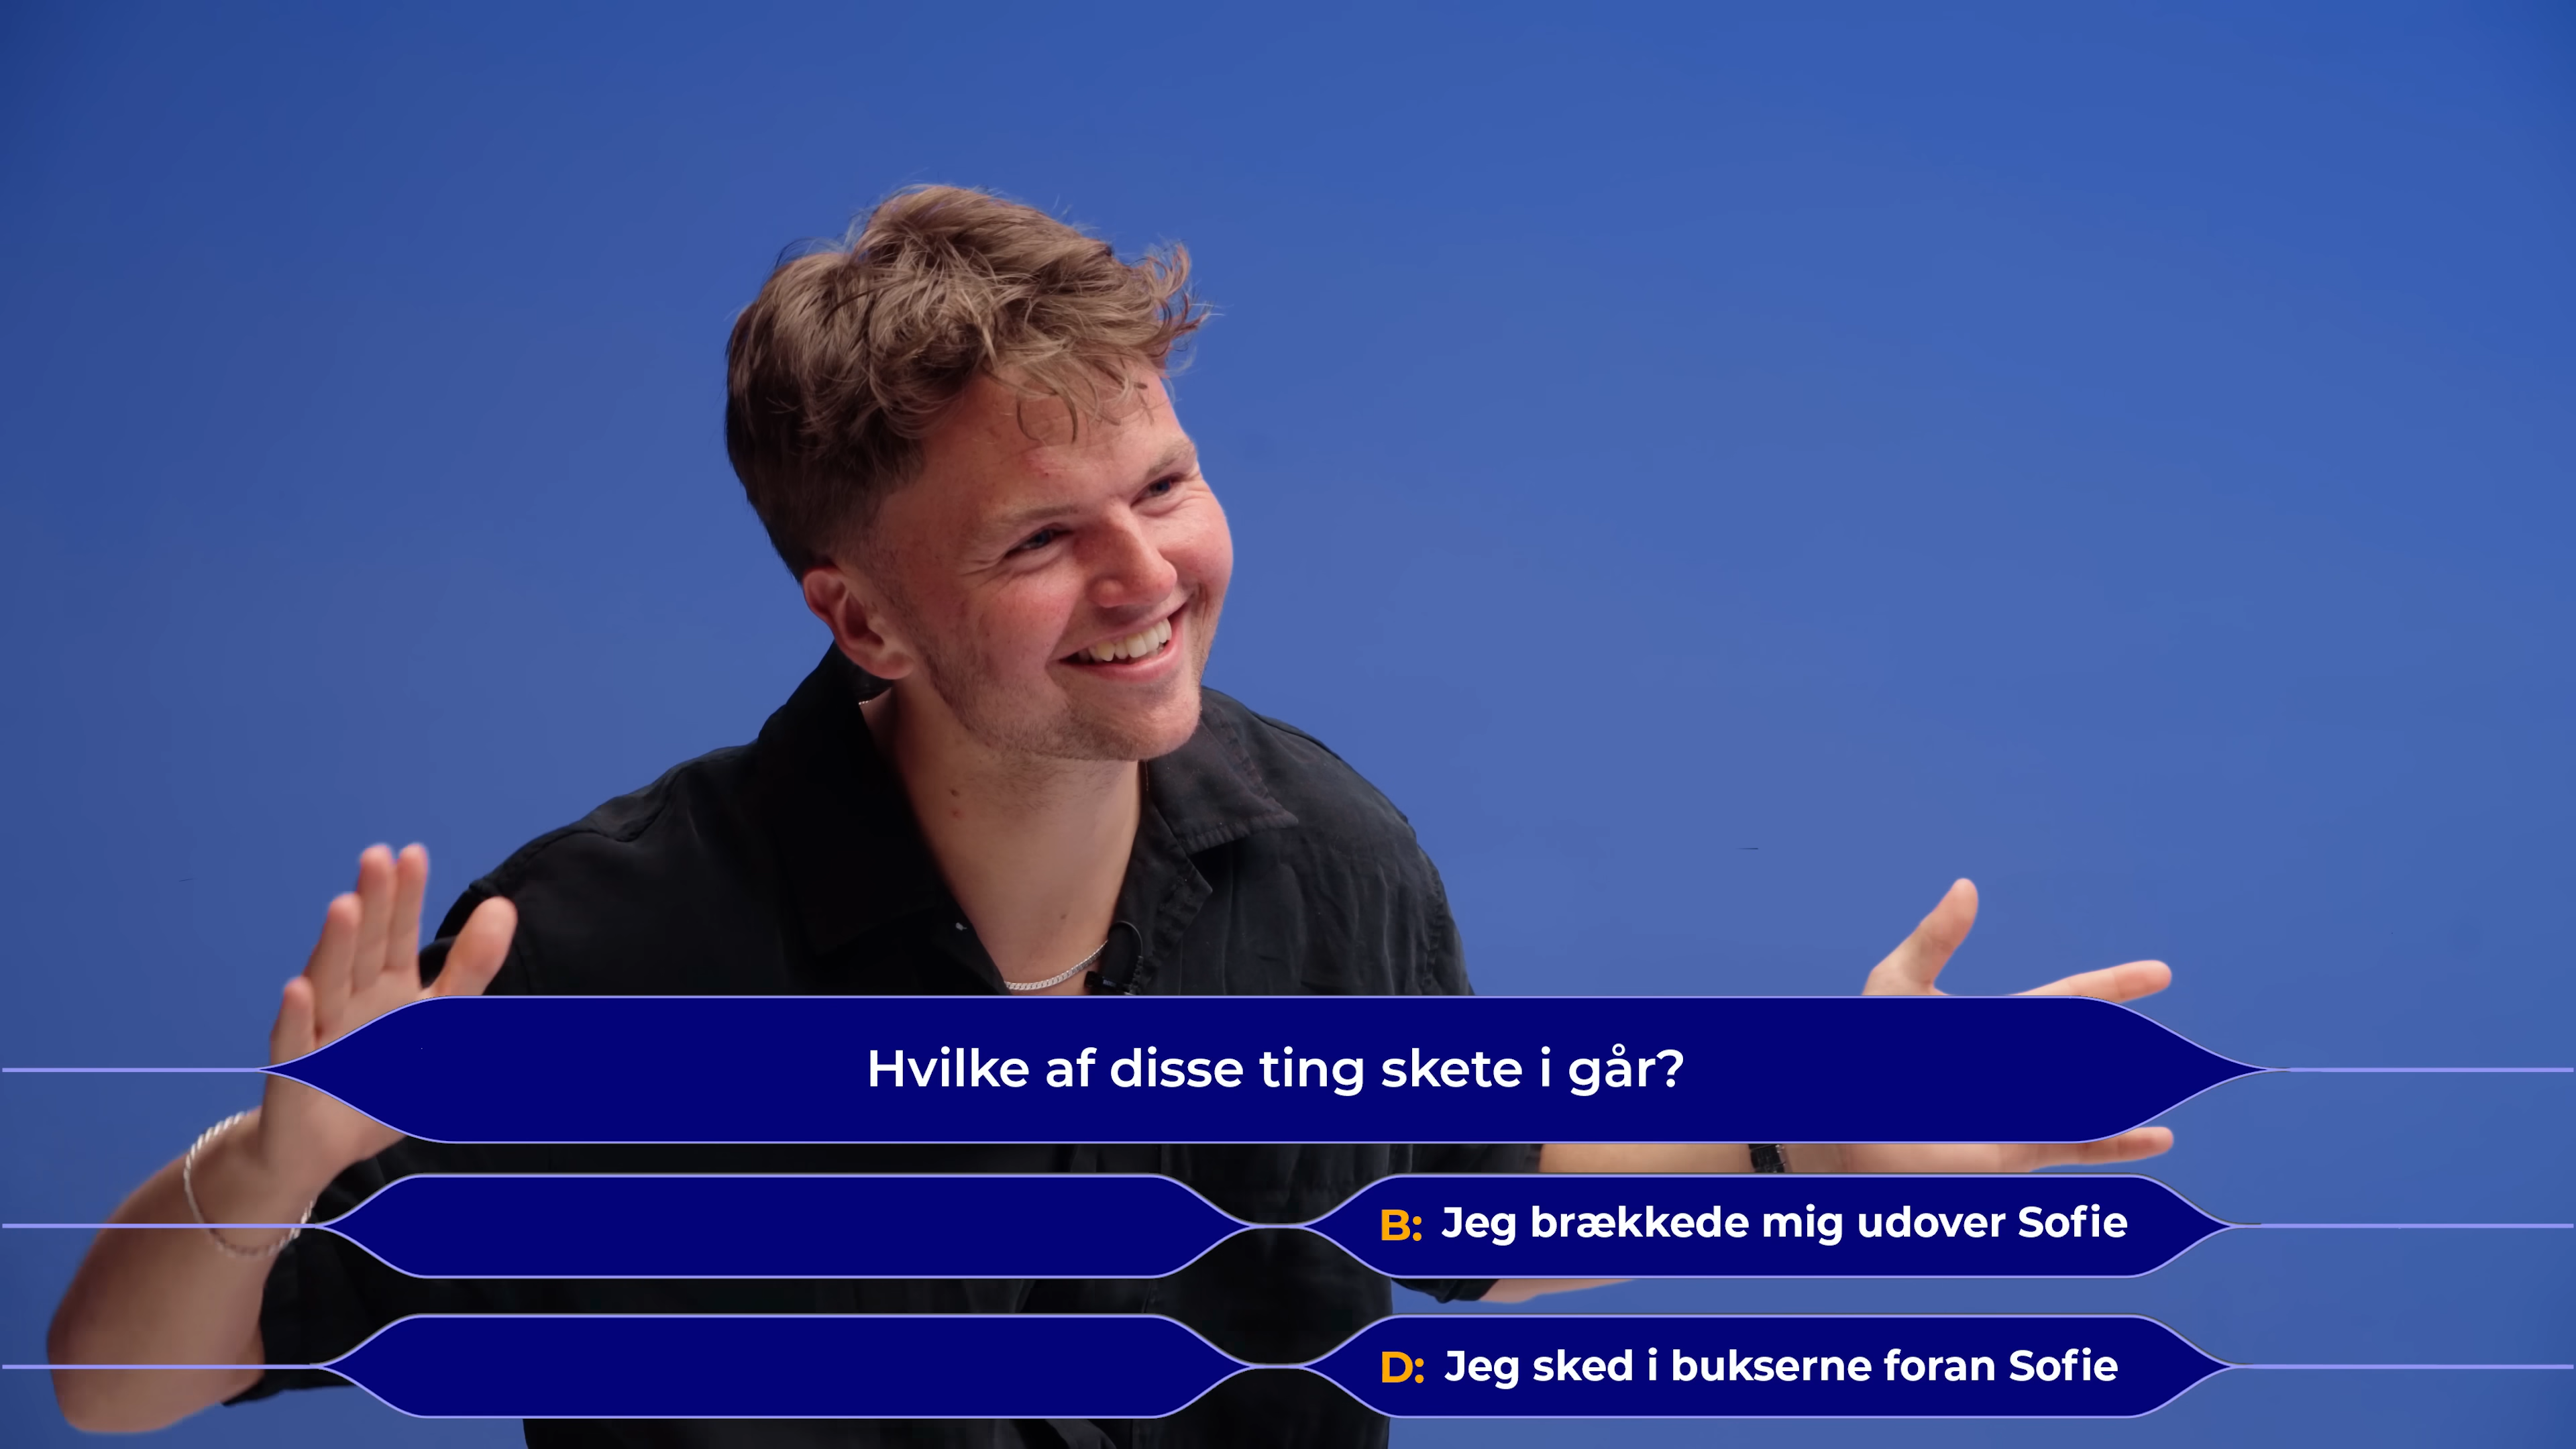 Hvilke af disse ting skete i går?
B: Jeg brækkede mig udover Sofie
D: Jeg sked i bukserne foran Sofie